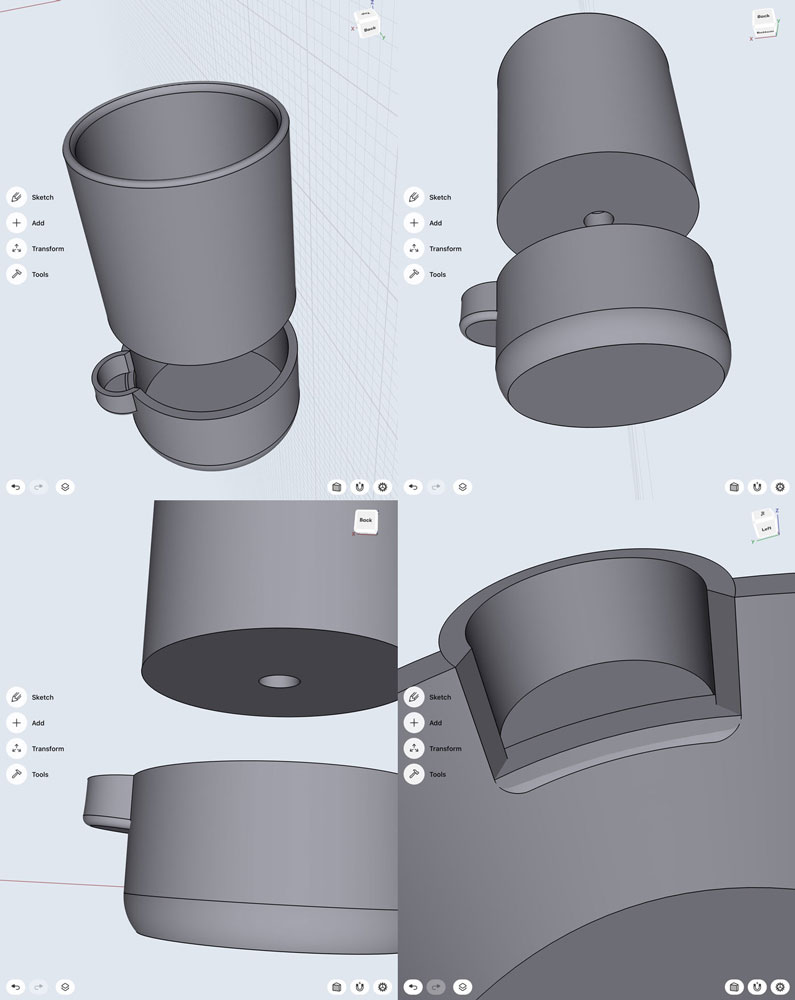 Back
X
Y
Z
Sketch
Add
Transform
Tools
Back
X
Y
Sketch
Add
Transform
Tools
Back
Sketch
Add
Transform
Tools
Left
Z
Y
Sketch
Add
Transform
Tools